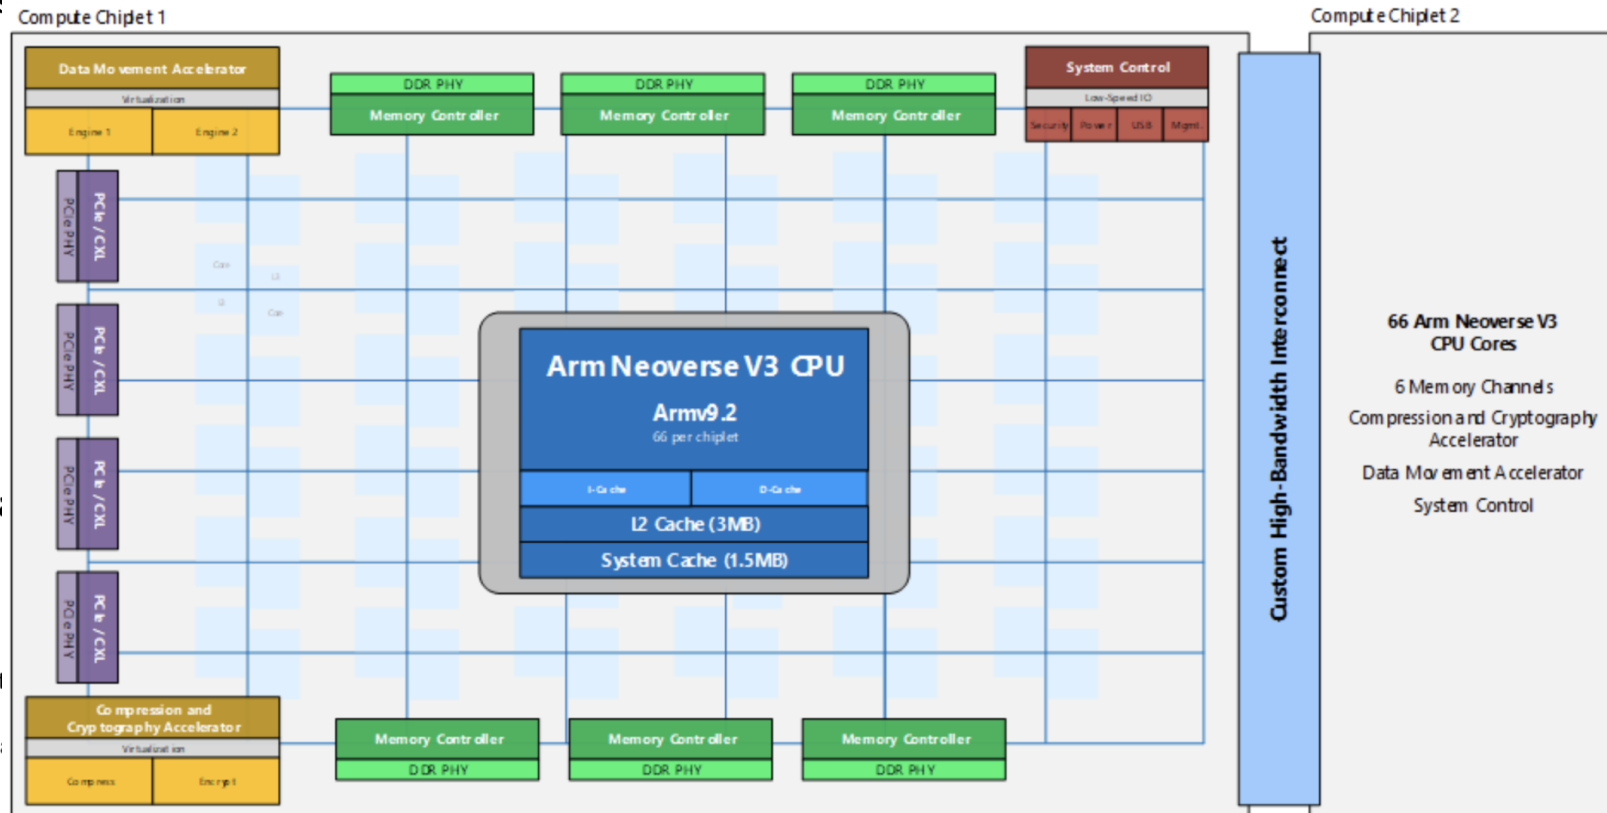 Compute Chiplet 1
Compute Chiplet 2
Data Movement Accelerator
Virtualization
Engine 1
Engine 2
DDR PHY
Memory Controller
DDR PHY
Memory Controller
DDR PHY
Memory Controller
System Control
Low-Speed IO
Security
Power
USB
Mgmt.
PCIe PHY
PCIe / CXL
PCIe PHY
PCIe / CXL
PCIe PHY
PCIe / CXL
PCIe PHY
PCIe / CXL
Core
L2
L2
Core
Arm Neoverse V3 CPU
Armv9.2
66 per chiplet
I-Cache
D-Cache
L2 Cache (3MB)
System Cache (1.5MB)
Compression and
Cryptography Accelerator
Virtualization
Compress
Encrypt
Memory Controller
DDR PHY
Memory Controller
DDR PHY
Memory Controller
DDR PHY
Custom High-Bandwidth Interconnect
66 Arm Neoverse V3
CPU Cores
6 Memory Channels
Compression and Cryptography
Accelerator
Data Movement Accelerator
System Control